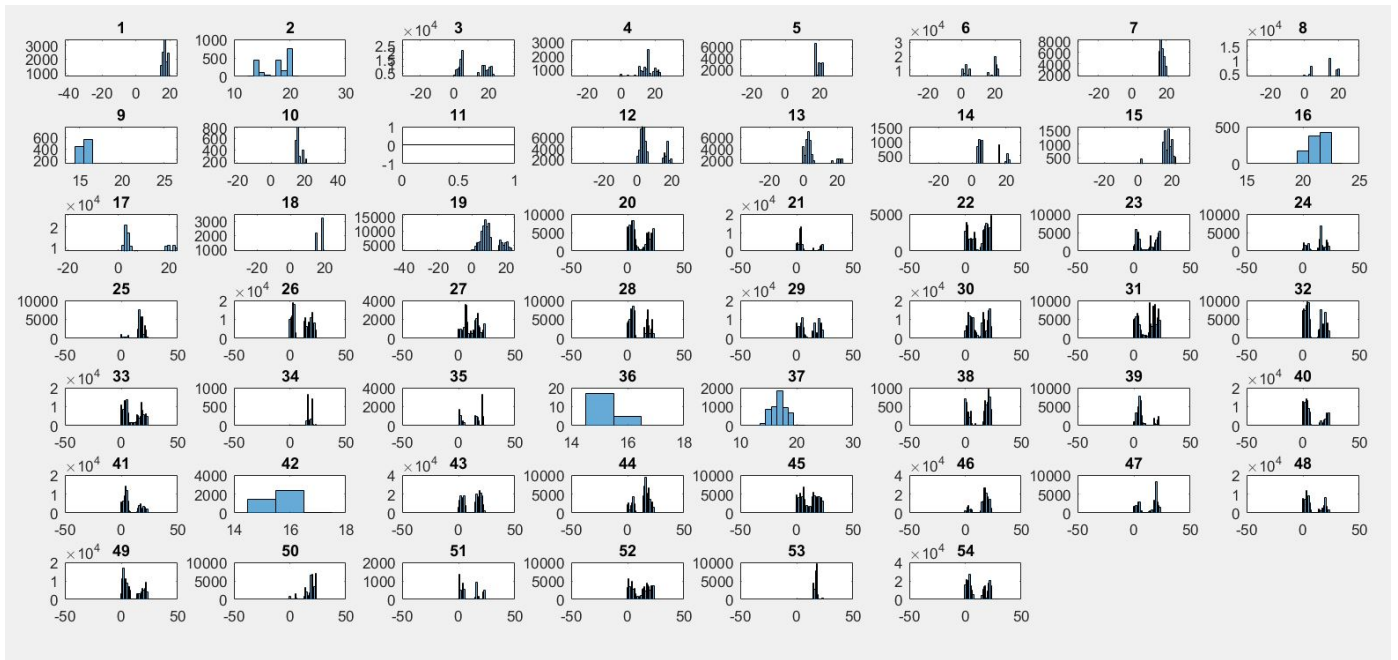 1 2 ×10⁴ 3 4 5 ×10⁴ 6 7 ×10⁴ 8
3000 1000 2.5 3000 6000 3 8000 1.5
2000 500 2 2000 4000 2 6000 1
1000 0 1.5 1000 2000 1 4000 0.5
1 2000
0.5
-40 -20 0 20 10 20 30 -20 0 20 -20 0 20 -20 0 20 -20 0 20 -20 0 20 -20 0 20
9 10 11 12 13 14 15 16
600 800 1 6000 6000 1500 1500 500
400 600 0 4000 4000 1000 1000 0
200 400 -1 2000 2000 500 500
200
15 20 25 -20 0 20 40 0 0.5 1 -20 0 20 -20 0 20 -20 0 20 -20 0 20 15 20 25
×10⁴ 17 18 19 20 21 22 23 ×10⁴ 24
2 3000 15000 10000 ×10⁴ 2 5000 10000 2
1 2000 10000 5000 1 0 5000 1
1000 5000 0 0 0 0
-20 0 20 -20 0 20 -40 -20 0 20 -50 0 50 -50 0 50 -50 0 50 -50 0 50 -50 0 50
25 ×10⁴ 26 27 28 ×10⁴ 29 ×10⁴ 30 31 32
10000 2 4000 10000 2 2 10000 10000
5000 1 2000 5000 1 1 5000 5000
0 0 0 0 0 0 0 0
-50 0 50 -50 0 50 -50 0 50 -50 0 50 -50 0 50 -50 0 50 -50 0 50 -50 0 50
×10⁴ 33 34 35 36 37 38 39 ×10⁴ 40
2 1000 4000 20 2000 10000 10000 2
1 500 2000 10 1000 5000 5000 1
0 0 0 0 0 0 0 0
-50 0 50 -50 0 50 -50 0 50 14 16 18 10 20 30 -50 0 50 -50 0 50 -50 0 50
×10⁴ 41 42 ×10⁴ 43 44 45 ×10⁴ 46 47 ×10⁴ 48
2 4000 2 10000 10000 4 10000 2
1 2000 1 5000 5000 2 5000 1
0 0 0 0 0 0 0 0
-50 0 50 14 16 18 -50 0 50 -50 0 50 -50 0 50 -50 0 50 -50 0 50 -50 0 50
×10⁴ 49 50 51 52 53 ×10⁴ 54
2 10000 2000 10000 10000 4
1 5000 1000 5000 5000 2
0 0 0 0 0 0
-50 0 50 -50 0 50 -50 0 50 -50 0 50 -50 0 50 -50 0 50